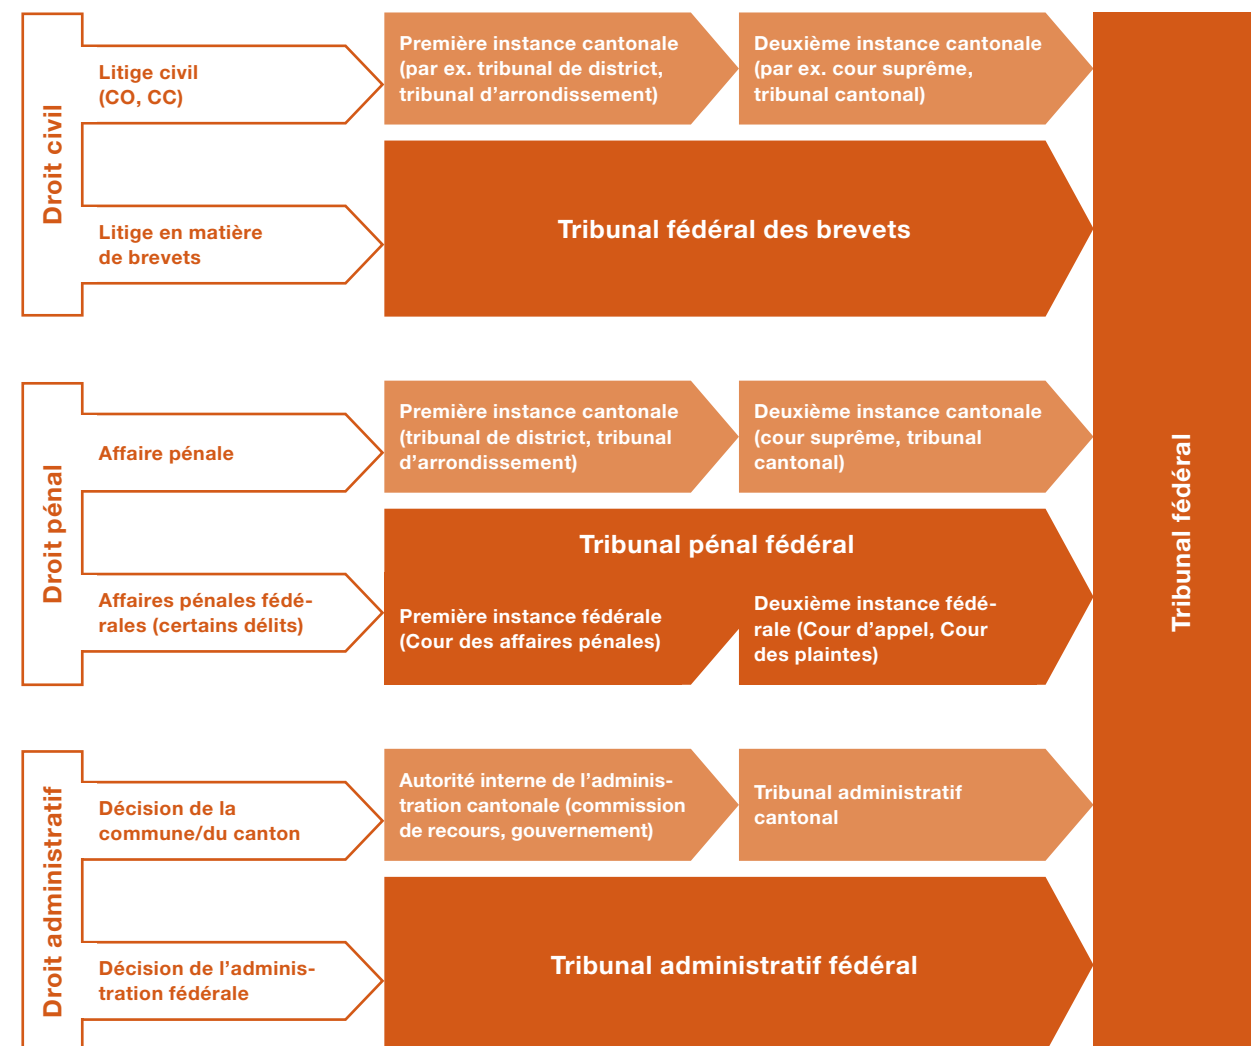 Droit civil
Litige civil
(CO, CC)
Première instance cantonale
(par ex. tribunal de district,
tribunal d’arrondissement)
Deuxième instance cantonale
(par ex. cour suprême,
tribunal cantonal)
Litige en matière
de brevets
Tribunal fédéral des brevets
Droit pénal
Affaire pénale
Première instance cantonale
(tribunal de district, tribunal
d’arrondissement)
Deuxième instance cantonale
(cour suprême, tribunal
cantonal)
Affaires pénales fédé-
rales (certains délits)
Tribunal pénal fédéral
Première instance fédérale
(Cour des affaires pénales)
Deuxième instance fédé-
rale (Cour d’appel, Cour
des plaintes)
Droit administratif
Décision de la
commune/du canton
Autorité interne de l’adminis-
tration cantonale (commission
de recours, gouvernement)
Tribunal administratif
cantonal
Décision de l’adminis-
tration fédérale
Tribunal administratif fédéral
Tribunal fédéral